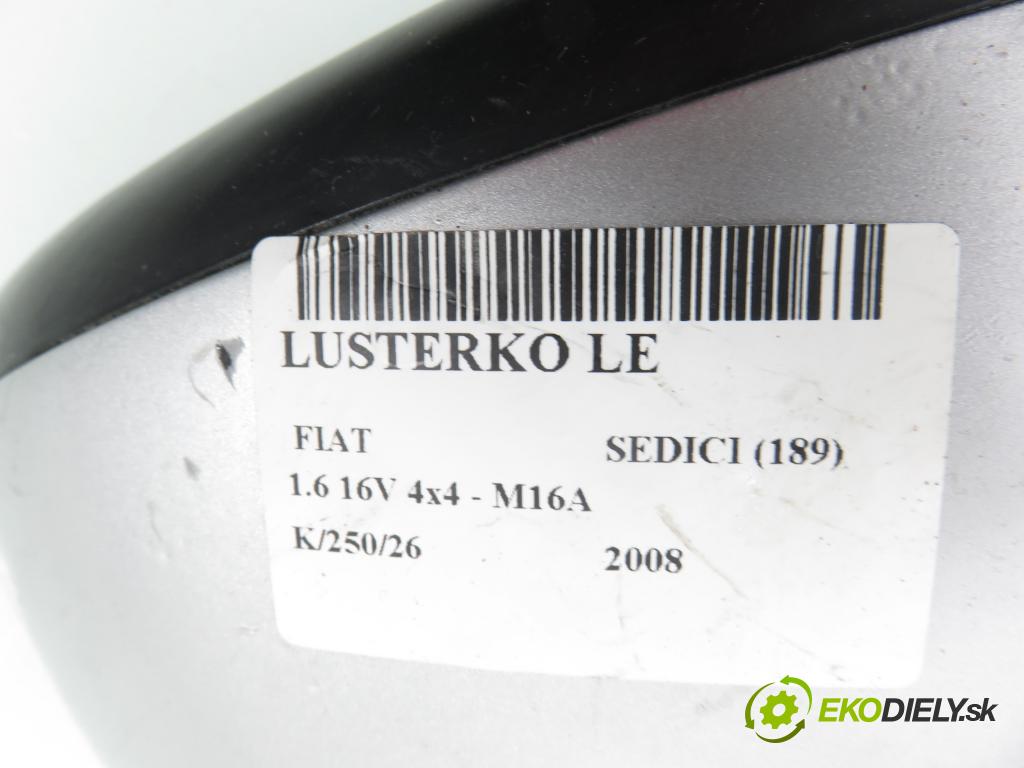 LUSTERKO LE
FIAT SEDICI (189)
1.6 16V 4x4 - M16A
K/250/26 2008
EKODIELY.sk